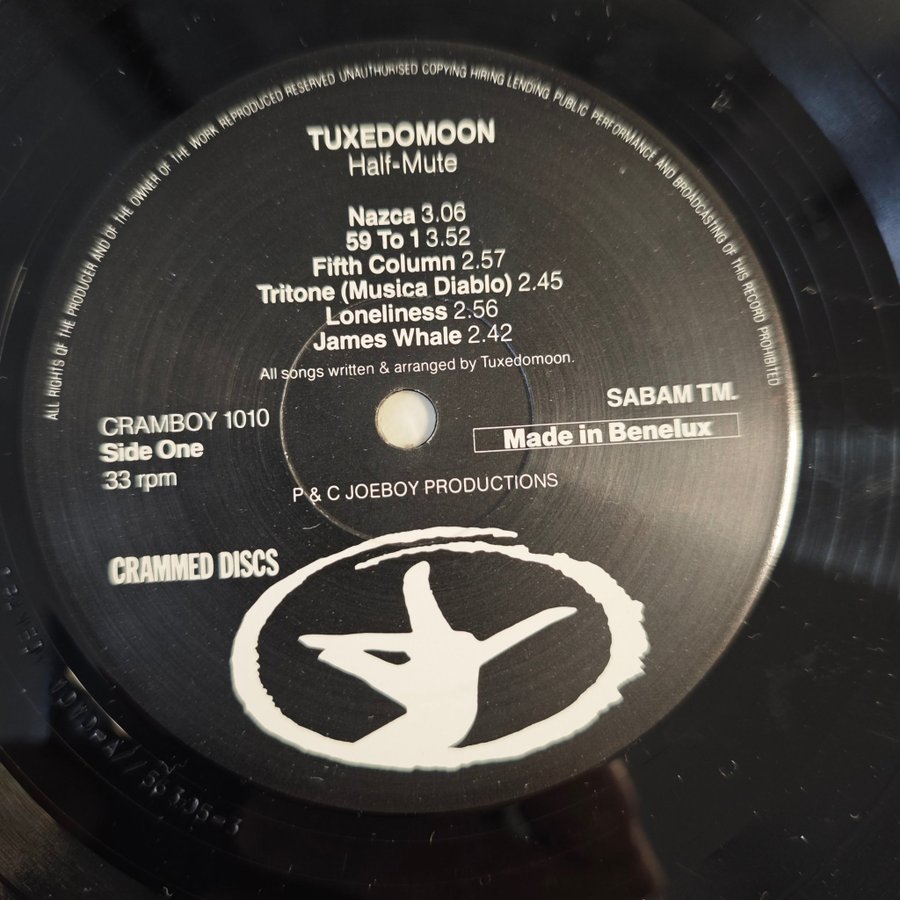 ALL RIGHTS OF THE PRODUCER AND OF THE OWNER OF THE WORK REPRODUCED RESERVED UNAUTHORISED COPYING HIRING LENDING PUBLIC PERFORMANCE AND BROADCASTING OF THIS RECORD PROHIBITED
TUXEDOMOON
Half-Mute
Nazca 3.06
59 To 1 3.52
Fifth Column 2.57
Tritone (Musica Diablo) 2.45
Loneliness 2.56
James Whale 2.42
All songs written & arranged by Tuxedomoon.
SABAM TM.
CRAMBOY 1010
Made in Benelux
Side One
33 rpm
P & C JOEBOY PRODUCTIONS
CRAMMED DISCS